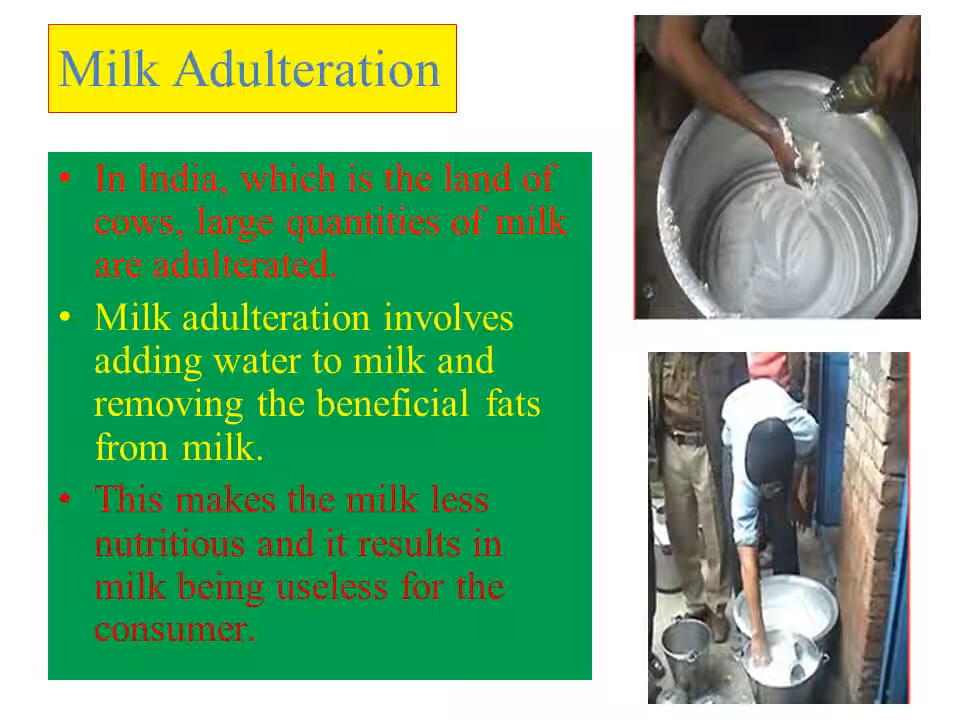 Milk Adulteration
• In India, which is the land of
cows, large quantities of milk
are adulterated.
• Milk adulteration involves
adding water to milk and
removing the beneficial fats
from milk.
• This makes the milk less
nutritious and it results in
milk being useless for the
consumer.